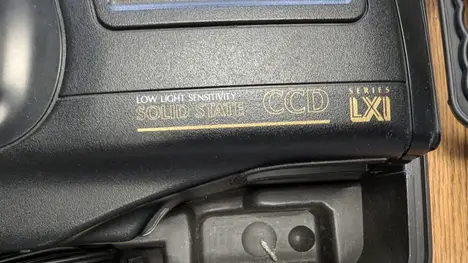 LOW LIGHT SENSITIVITY
SOLID STATE CCD
SERIES
LXI